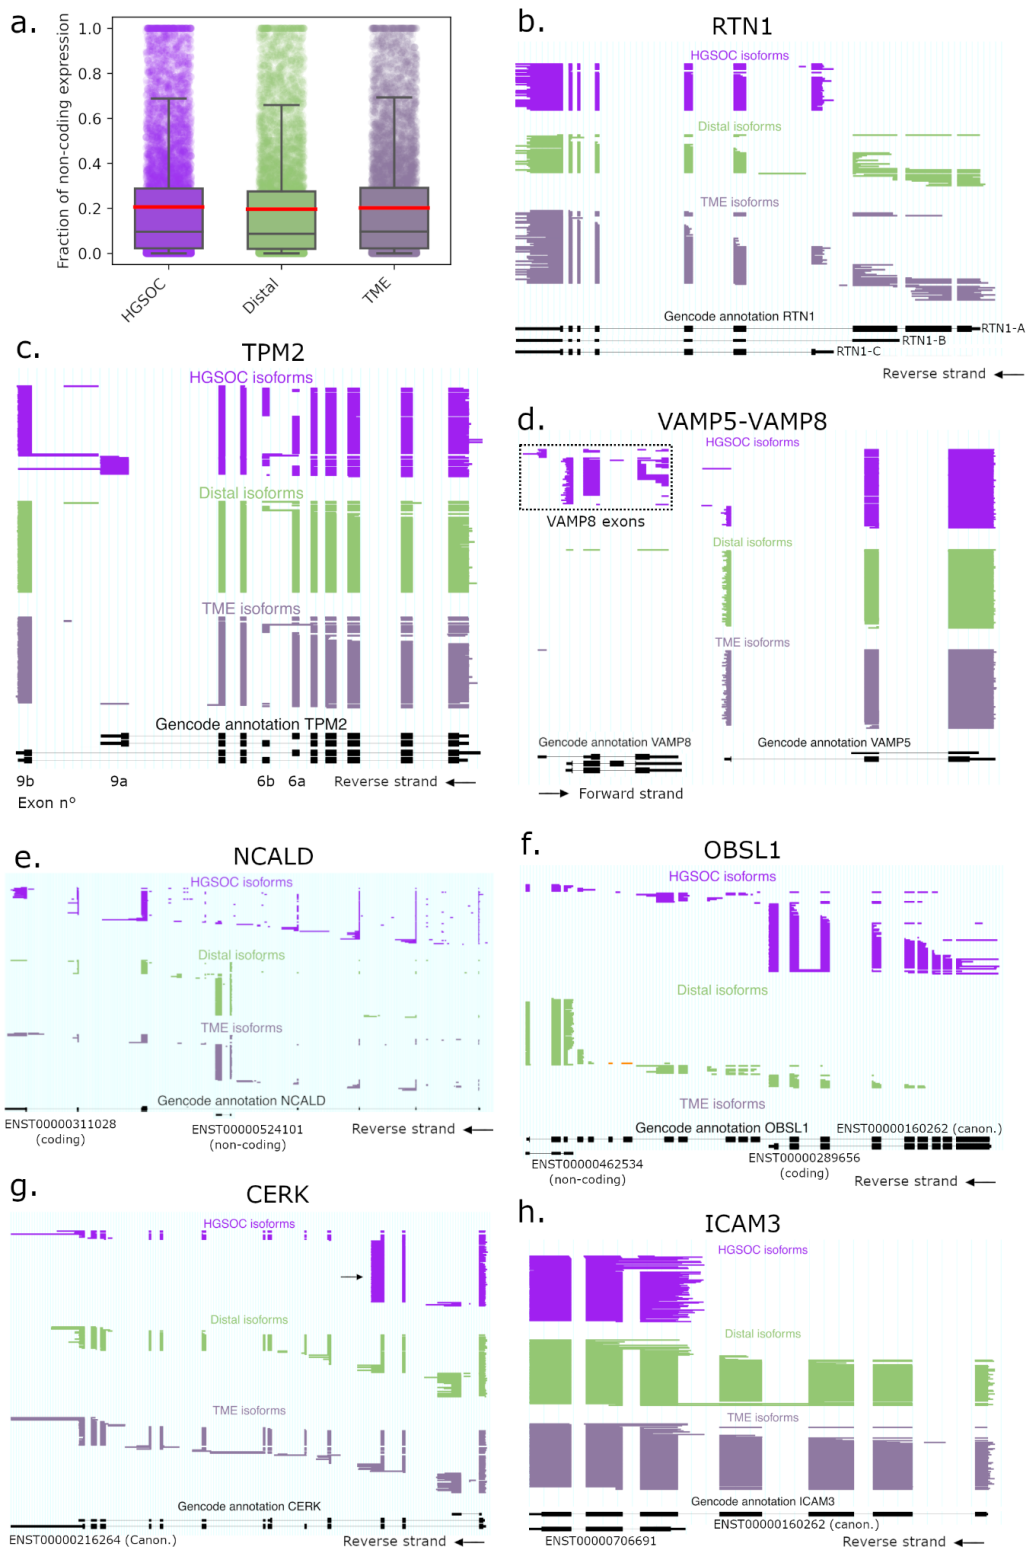 a.
Fraction of non-coding expression
1.0
0.8
0.6
0.4
0.2
0.0
HGSOC
Distal
TME
b.
RTN1
HGSOC isoforms
Distal isoforms
TME isoforms
Gencode annotation RTN1
RTN1-A
RTN1-B
RTN1-C
Reverse strand
c.
TPM2
HGSOC isoforms
Distal isoforms
TME isoforms
Gencode annotation TPM2
9b 9a 6b 6a Reverse strand
Exon nº
d.
VAMP5-VAMP8
HGSOC isoforms
VAMP8 exons
Distal isoforms
TME isoforms
Gencode annotation VAMP8
Gencode annotation VAMP5
Forward strand
e.
NCALD
HGSOC isoforms
Distal isoforms
TME isoforms
Gencode annotation NCALD
ENST00000311028
(coding)
ENST00000524101
(non-coding)
Reverse strand
f.
OBSL1
HGSOC isoforms
Distal isoforms
TME isoforms
ENST00000160262 (canon.)
Gencode annotation OBSL1
ENST00000289656
(coding)
ENST00000462534
(non-coding)
Reverse strand
g.
CERK
HGSOC isoforms
Distal isoforms
TME isoforms
Gencode annotation CERK
ENST00000216264 (Canon.)
Reverse strand
h.
ICAM3
HGSOC isoforms
Distal isoforms
TME isoforms
Gencode annotation ICAM3
ENST00000160262 (canon.)
ENST00000706691
Reverse strand